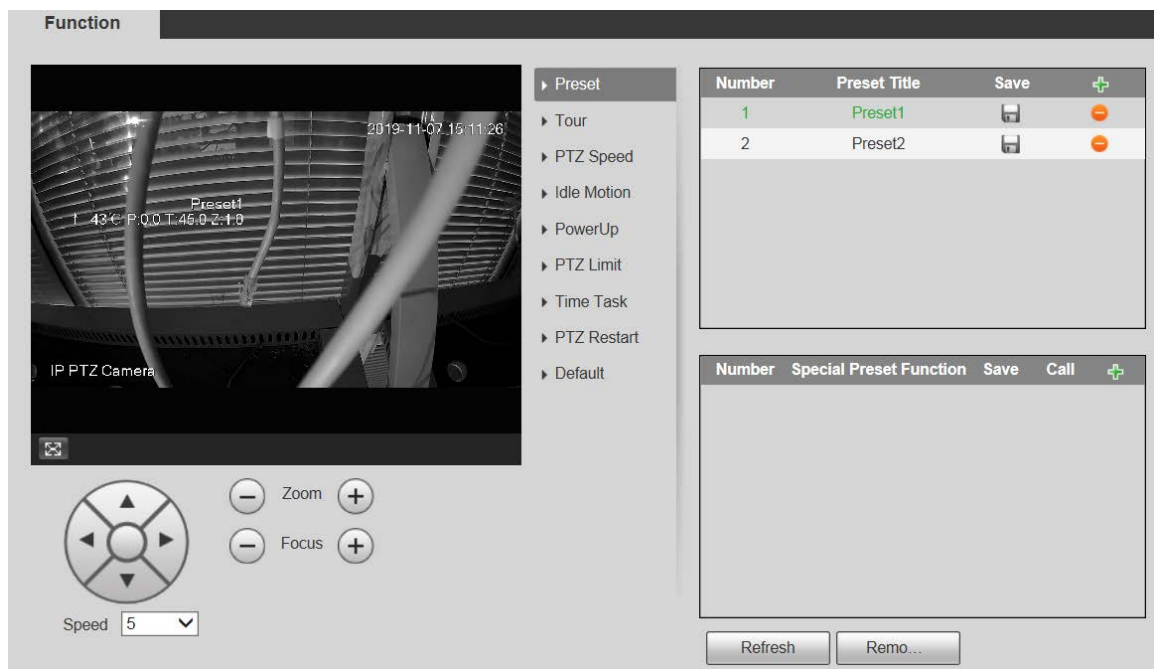 Function
2019-11-07 15:11:26
Preset1
↑ 43℃ P:0.0 T:45.0 Z:1.0
IP PTZ Camera
Zoom
Focus
Speed 5
Preset
Tour
PTZ Speed
Idle Motion
PowerUp
PTZ Limit
Time Task
PTZ Restart
Default
Number Preset Title Save
1 Preset1
2 Preset2
Number Special Preset Function Save Call
Refresh Remo...